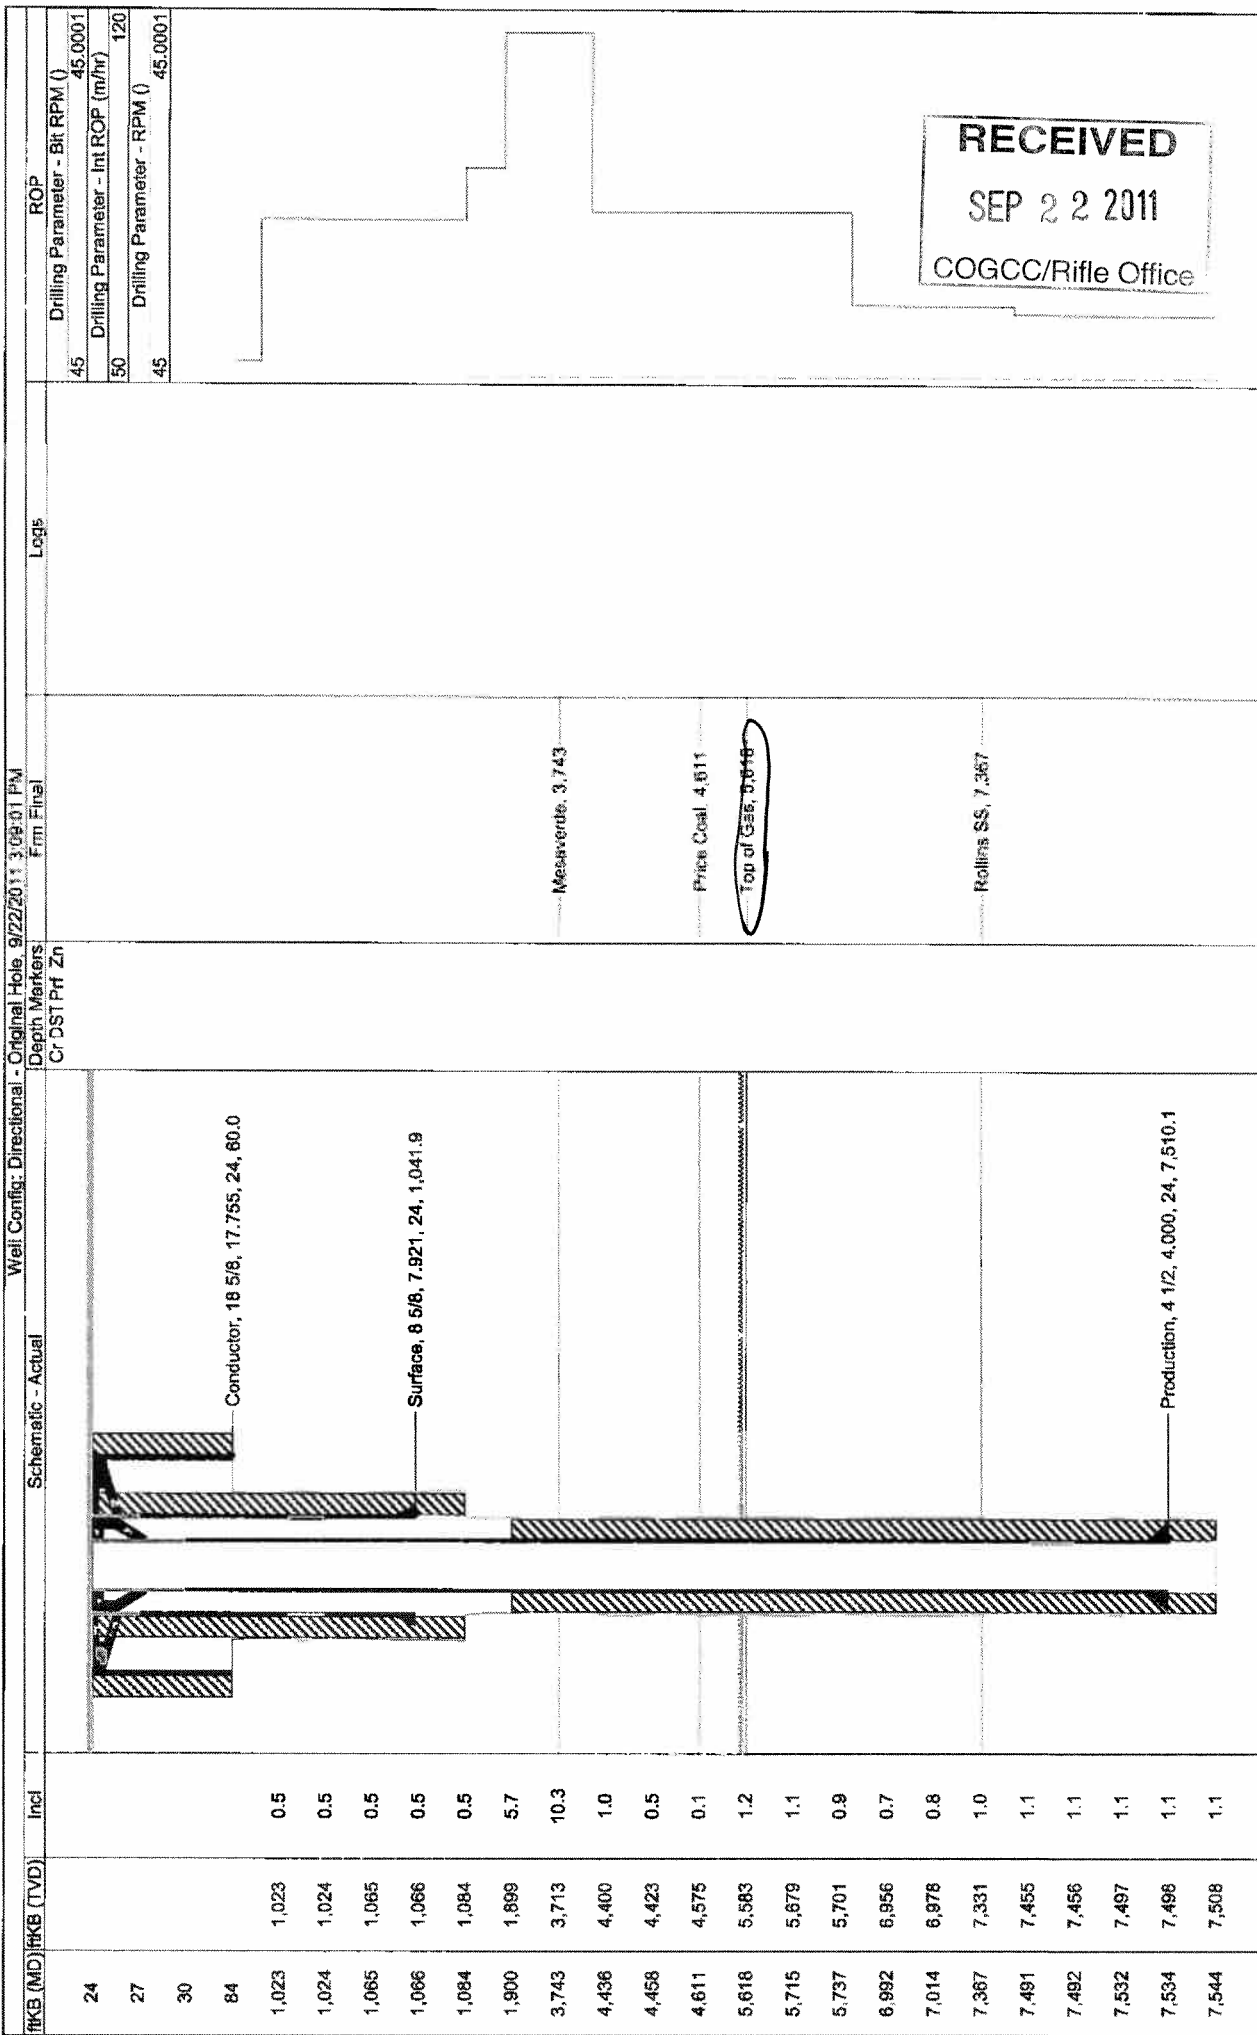 Well Config: Directional - Original Hole, 9/22/2011 3:09:01 PM
ftKB (MD) ftKB (TVD) Incl Schematic - Actual Depth Markers Frm Final Logs ROP
Cr DST Prf Zn
Drilling Parameter - Bit RPM ()
45 45.0001
Drilling Parameter - Int ROP (m/hr)
50 120
Drilling Parameter - RPM ()
45 45.0001
24
27
30
84
Conductor, 18 5/8, 17.755, 24, 60.0
1,023 1,023 0.5
1,024 1,024 0.5
1,065 1,065 0.5
1,066 1,066 0.5
Surface, 8 5/8, 7.921, 24, 1,041.9
1,084 1,084 0.5
1,900 1,899 5.7
3,743 3,713 10.3
Mesaverde, 3,743
4,436 4,400 1.0
4,458 4,423 0.5
4,611 4,575 0.1
Price Coal, 4,611
5,618 5,583 1.2
Top of Gas, 5,618
5,715 5,679 1.1
5,737 5,701 0.9
6,992 6,956 0.7
7,014 6,978 0.8
7,367 7,331 1.0
Rollins SS, 7,367
7,491 7,455 1.1
7,492 7,456 1.1
7,532 7,497 1.1
7,534 7,498 1.1
Production, 4 1/2, 4.000, 24, 7,510.1
7,544 7,508 1.1
RECEIVED
SEP 22 2011
COGCC/Rifle Office